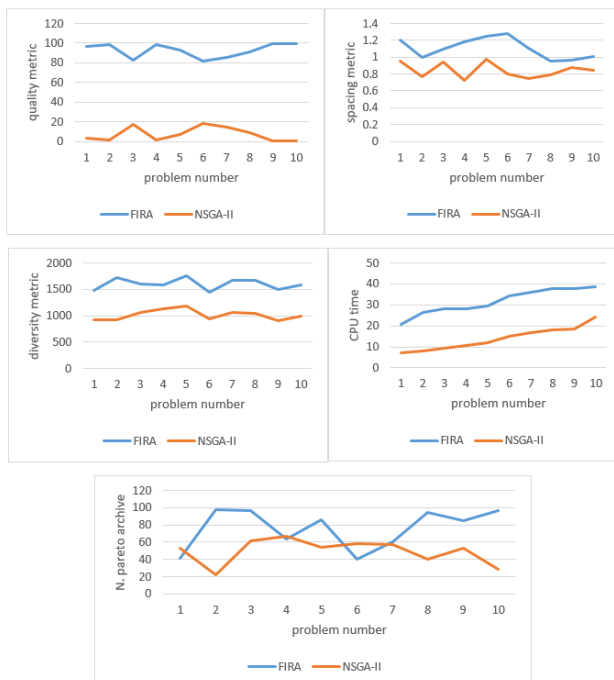 120
100
80
60
40
20
0
quality metric
1 2 3 4 5 6 7 8 9 10
problem number
FIRA NSGA-II
1.4
1.2
1
0.8
0.6
0.4
0.2
0
spacing metric
1 2 3 4 5 6 7 8 9 10
problem number
FIRA NSGA-II
2000
1500
1000
500
0
diversity metric
1 2 3 4 5 6 7 8 9 10
problem number
FIRA NSGA-II
50
40
30
20
10
0
CPU time
1 2 3 4 5 6 7 8 9 10
problem number
FIRA NSGA-II
120
100
80
60
40
20
0
N. pareto archive
1 2 3 4 5 6 7 8 9 10
problem number
FIRA NSGA-II